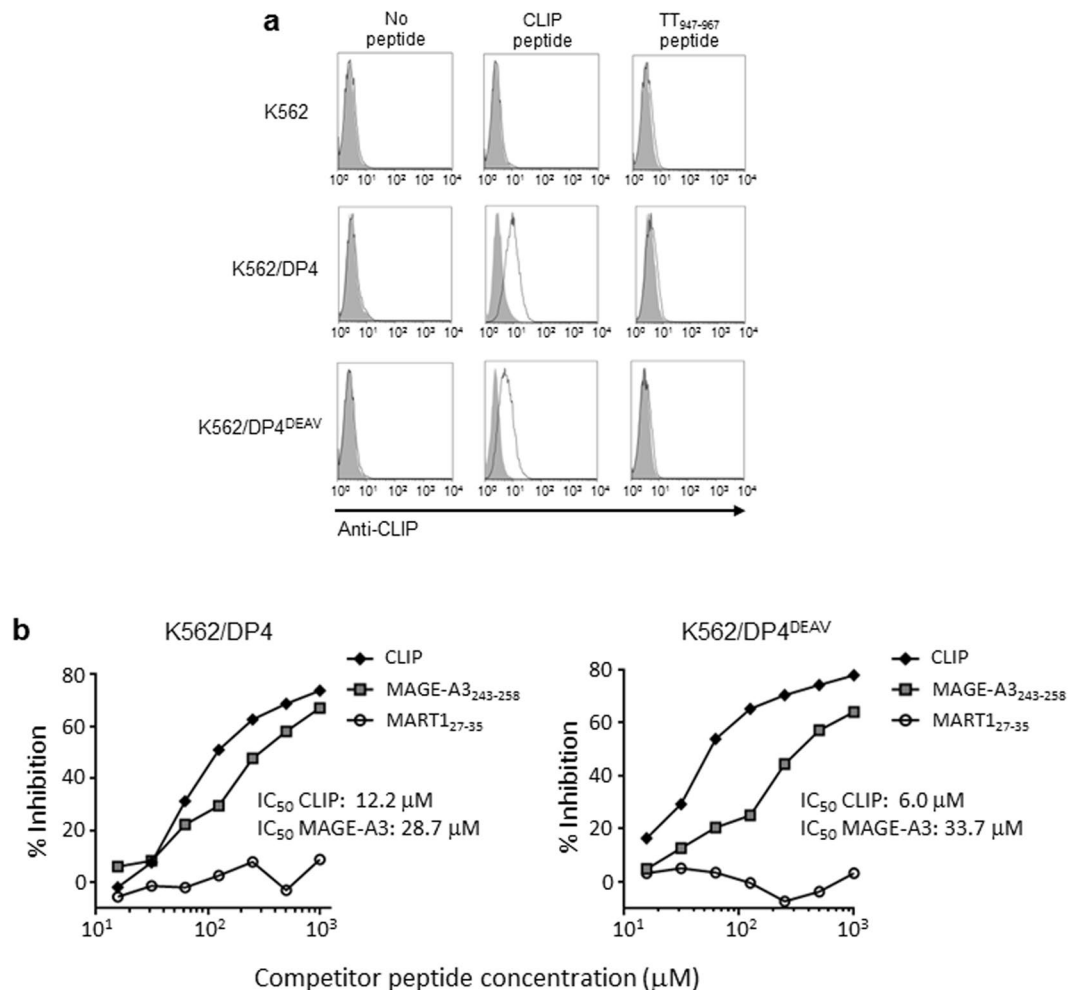 a
No peptide
CLIP peptide
TT947-967 peptide
K562
10⁰ 10¹ 10² 10³ 10⁴
10⁰ 10¹ 10² 10³ 10⁴
10⁰ 10¹ 10² 10³ 10⁴
K562/DP4
10⁰ 10¹ 10² 10³ 10⁴
10⁰ 10¹ 10² 10³ 10⁴
10⁰ 10¹ 10² 10³ 10⁴
K562/DP4DEAV
10⁰ 10¹ 10² 10³ 10⁴
10⁰ 10¹ 10² 10³ 10⁴
10⁰ 10¹ 10² 10³ 10⁴
Anti-CLIP
b
K562/DP4
CLIP
MAGE-A3243-258
MART127-35
% Inhibition
80
60
40
20
0
IC50 CLIP: 12.2 μM
IC50 MAGE-A3: 28.7 μM
10¹ 10² 10³
K562/DP4DEAV
CLIP
MAGE-A3243-258
MART127-35
% Inhibition
80
60
40
20
0
IC50 CLIP: 6.0 μM
IC50 MAGE-A3: 33.7 μM
10¹ 10² 10³
Competitor peptide concentration (μM)